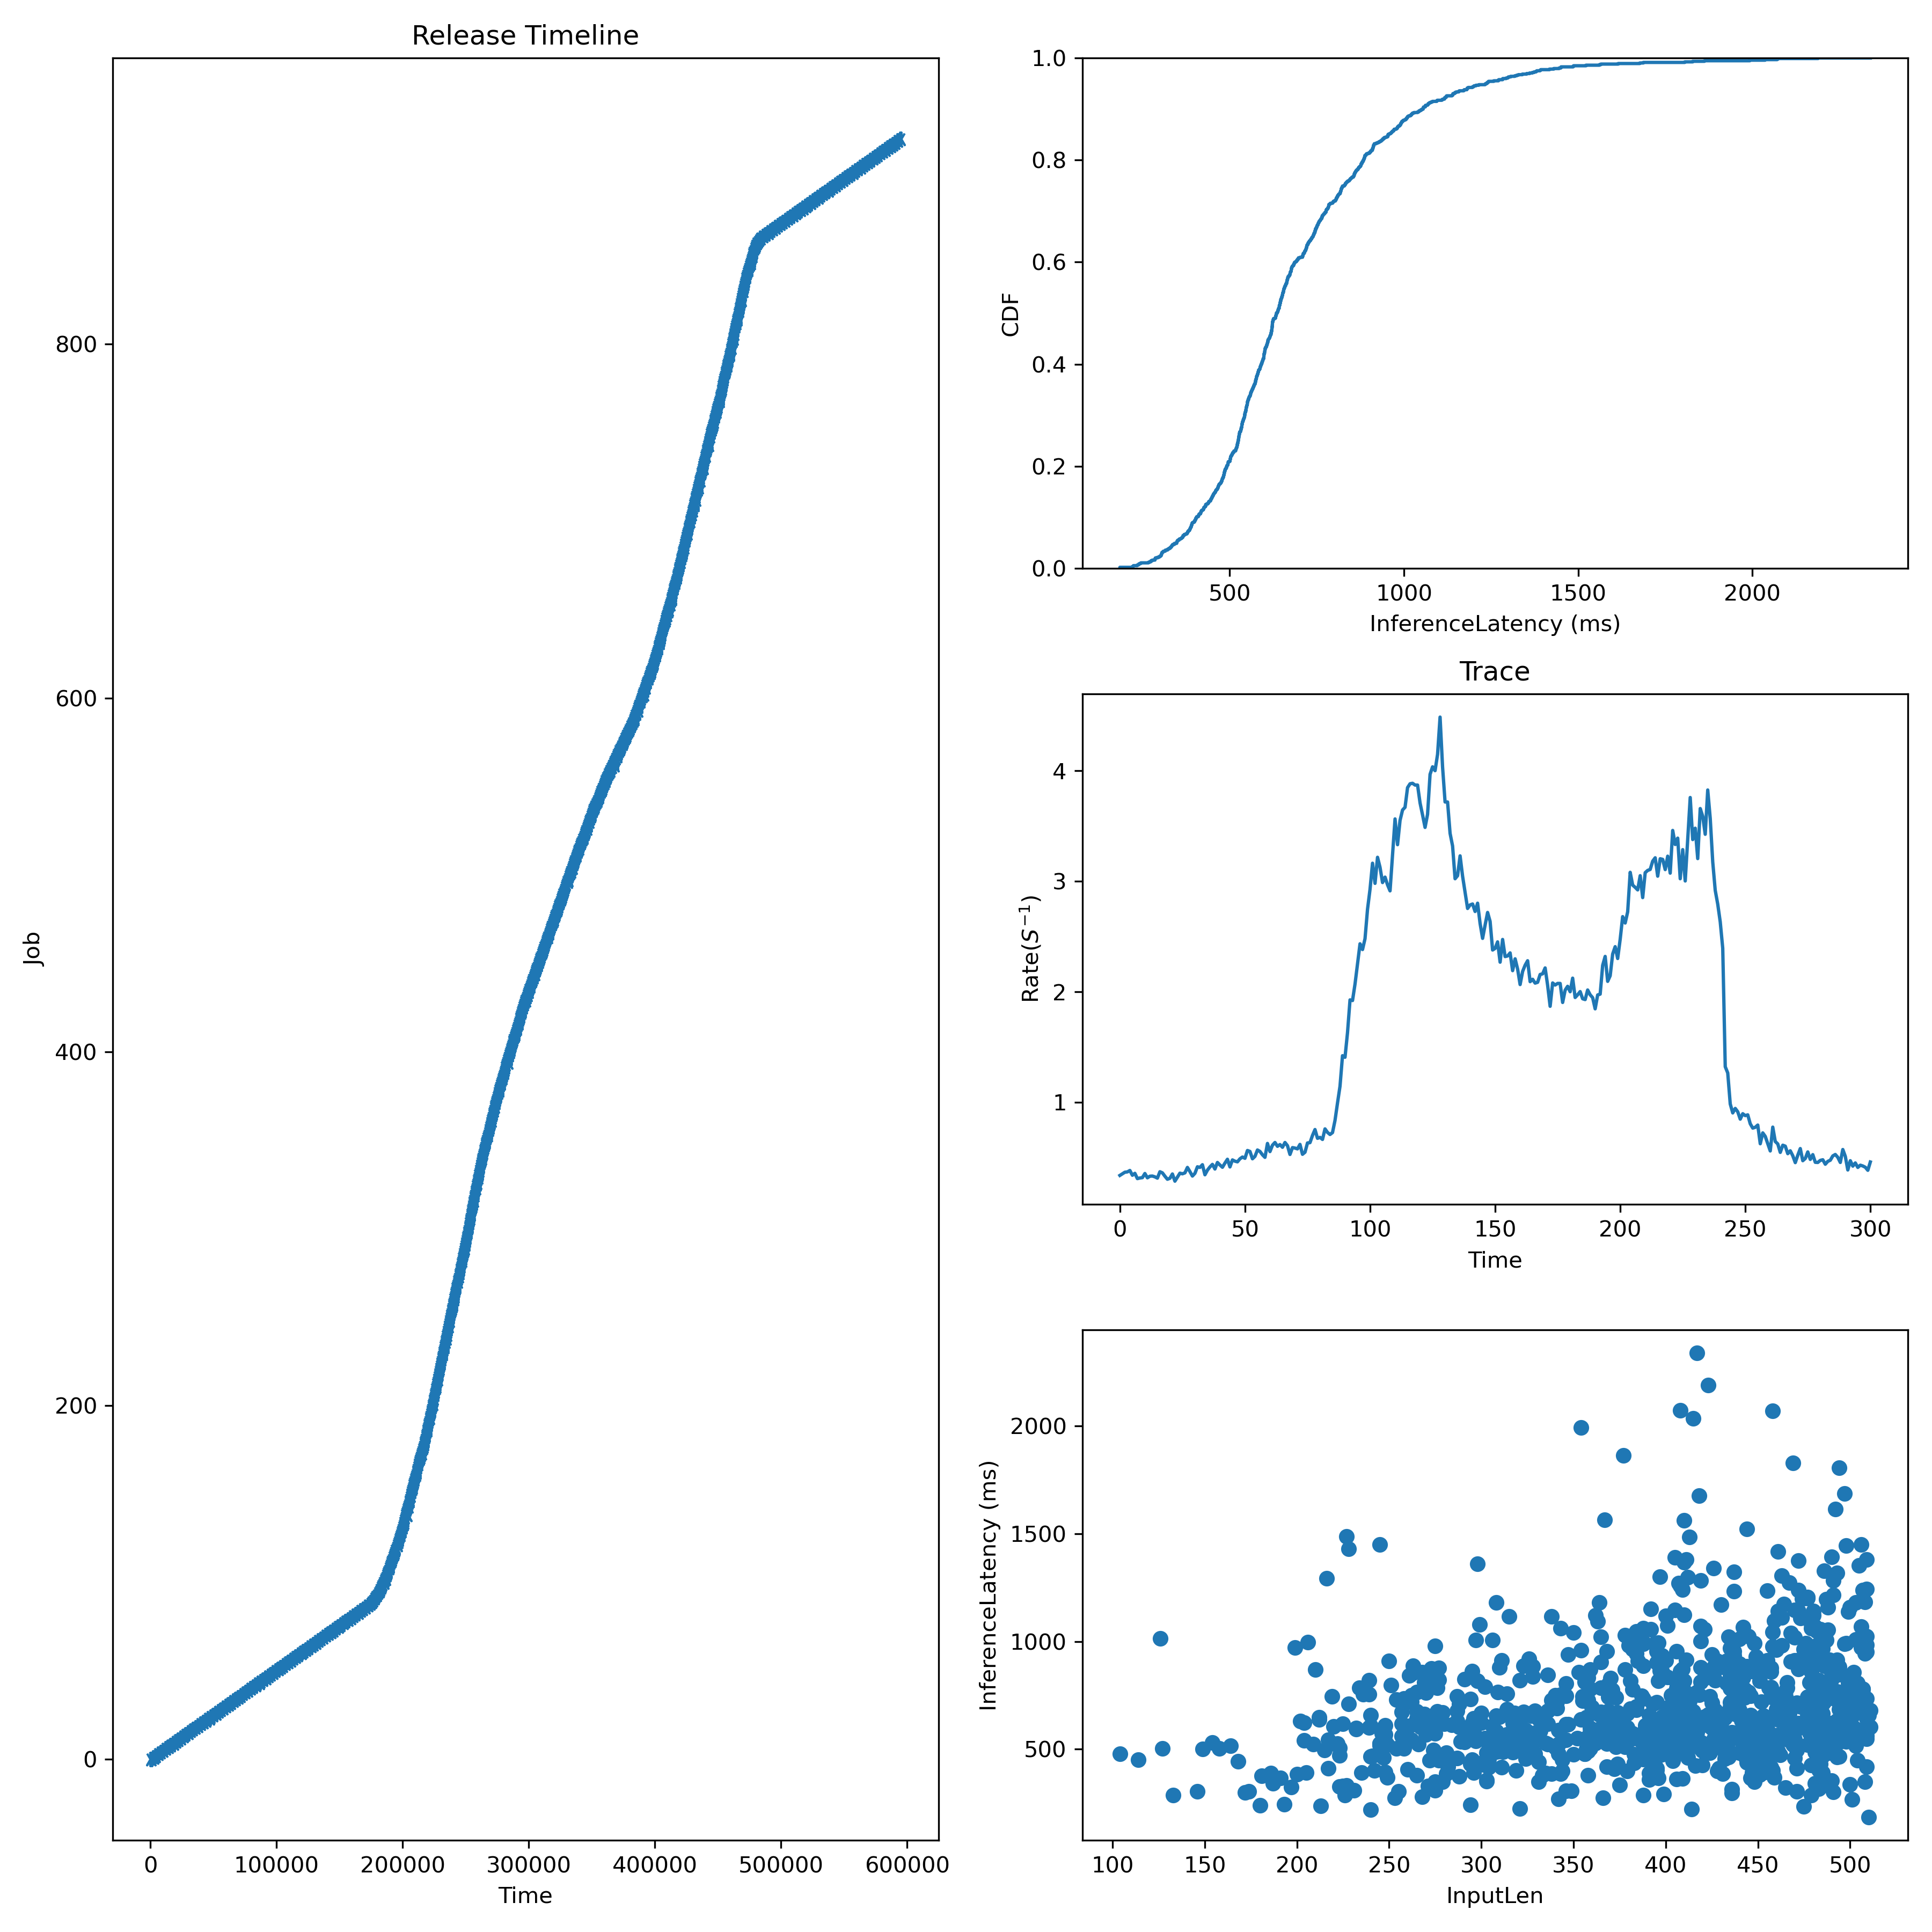 Release Timeline
Job
800
600
400
200
0
0 100000 200000 300000 400000 500000 600000
Time
CDF
1.0
0.8
0.6
0.4
0.2
0.0
500 1000 1500 2000
InferenceLatency (ms)
Trace
Rate(S⁻¹)
4
3
2
1
0 50 100 150 200 250 300
Time
InferenceLatency (ms)
2000
1500
1000
500
100 150 200 250 300 350 400 450 500
InputLen